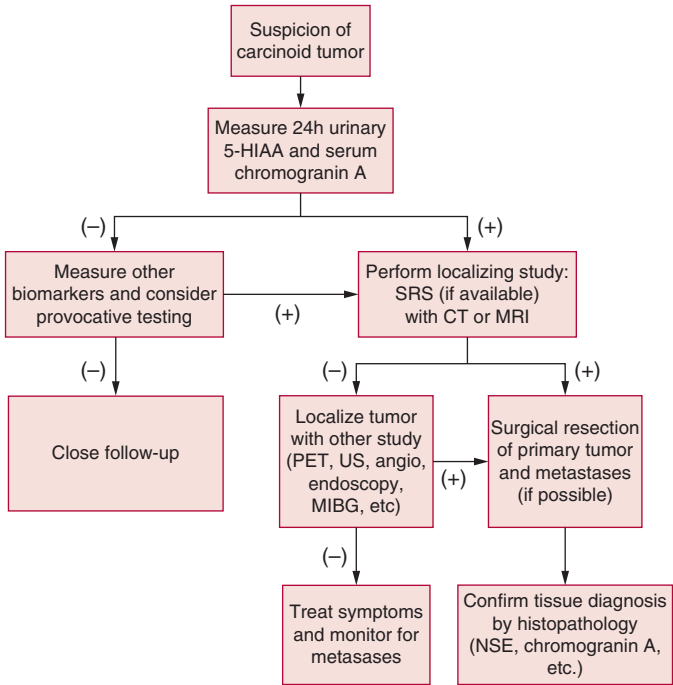 Suspicion
of carcinoid
tumor
Measure 24h urinary
5-HIAA and serum
chromogranin A
(–)
(+)
Measure other
biomarkers and consider
provocative testing
(+)
Perform localizing study:
SRS (if available)
with CT or MRI
(–)
(–)
(+)
Close follow-up
Localize tumor
with other study
(PET, US, angio,
endoscopy,
MIBG, etc)
(+)
Surgical resection
of primary tumor
and metastases
(if possible)
(–)
Treat symptoms
and monitor for
metasases
Confirm tissue diagnosis
by histopathology
(NSE, chromogranin A,
etc.)